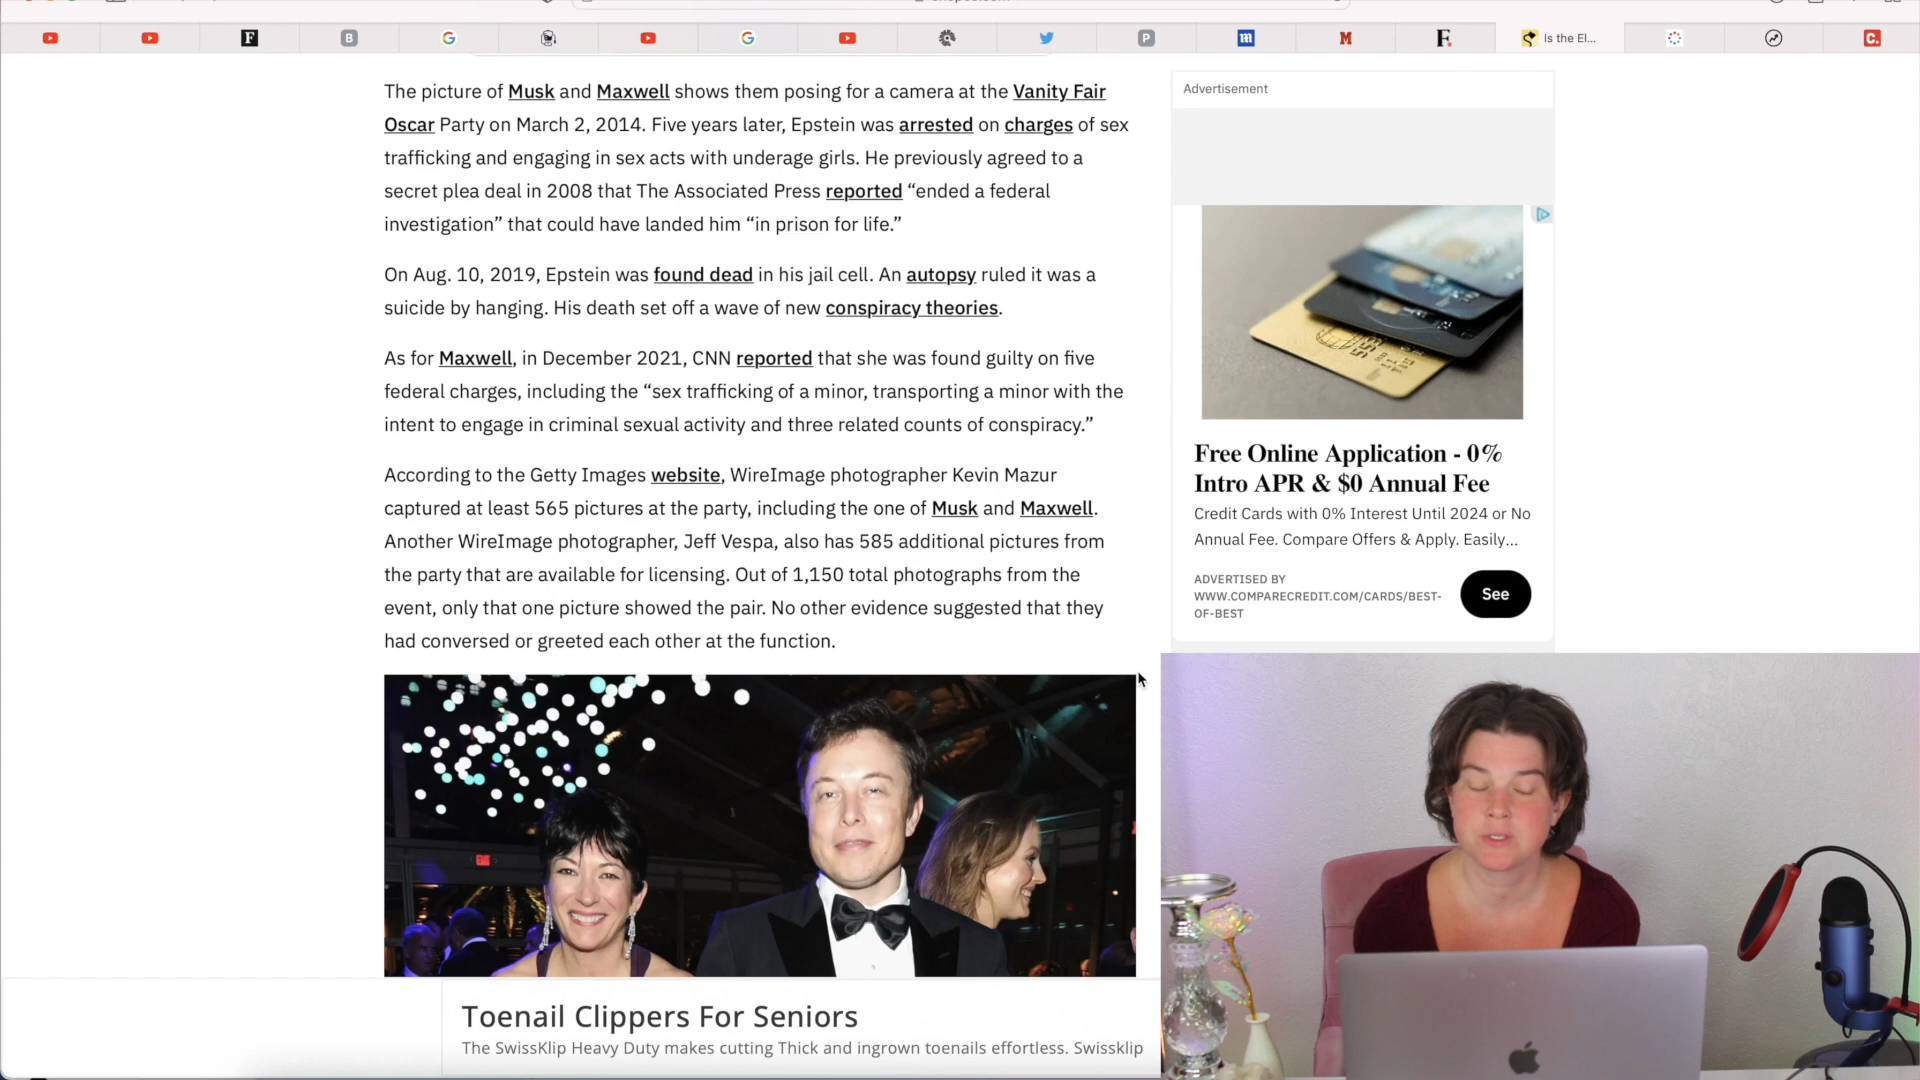 Is the El...
The picture of Musk and Maxwell shows them posing for a camera at the Vanity Fair
Oscar Party on March 2, 2014. Five years later, Epstein was arrested on charges of sex
trafficking and engaging in sex acts with underage girls. He previously agreed to a
secret plea deal in 2008 that The Associated Press reported “ended a federal
investigation” that could have landed him “in prison for life.”
On Aug. 10, 2019, Epstein was found dead in his jail cell. An autopsy ruled it was a
suicide by hanging. His death set off a wave of new conspiracy theories.
As for Maxwell, in December 2021, CNN reported that she was found guilty on five
federal charges, including the “sex trafficking of a minor, transporting a minor with the
intent to engage in criminal sexual activity and three related counts of conspiracy.”
According to the Getty Images website, WireImage photographer Kevin Mazur
captured at least 565 pictures at the party, including the one of Musk and Maxwell.
Another WireImage photographer, Jeff Vespa, also has 585 additional pictures from
the party that are available for licensing. Out of 1,150 total photographs from the
event, only that one picture showed the pair. No other evidence suggested that they
had conversed or greeted each other at the function.
Advertisement
Free Online Application - 0%
Intro APR & $0 Annual Fee
Credit Cards with 0% Interest Until 2024 or No
Annual Fee. Compare Offers & Apply. Easily...
ADVERTISED BY
WWW.COMPARECREDIT.COM/CARDS/BEST-
OF-BEST
See
Toenail Clippers For Seniors
The SwissKlip Heavy Duty makes cutting Thick and ingrown toenails effortless. Swissklip